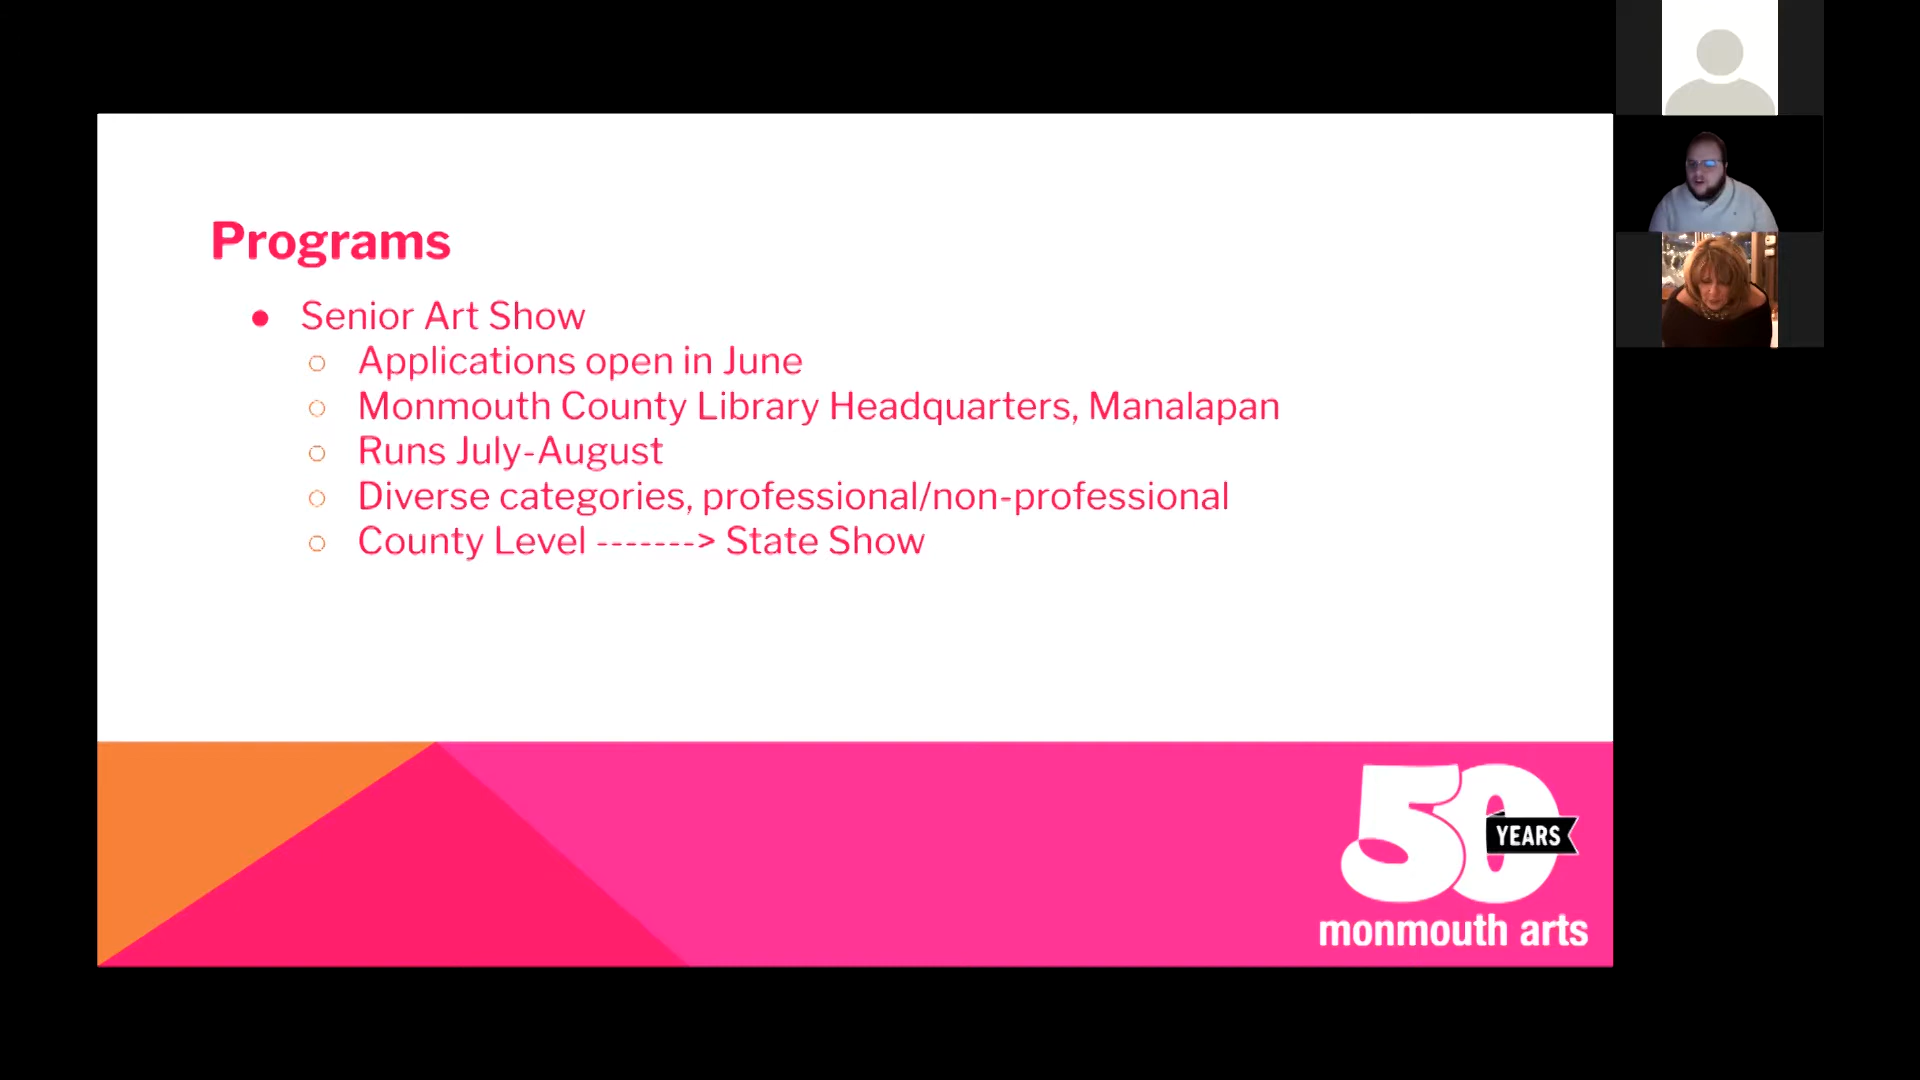 Programs
● Senior Art Show
○ Applications open in June
○ Monmouth County Library Headquarters, Manalapan
○ Runs July-August
○ Diverse categories, professional/non-professional
○ County Level -------> State Show
50
YEARS
monmouth arts